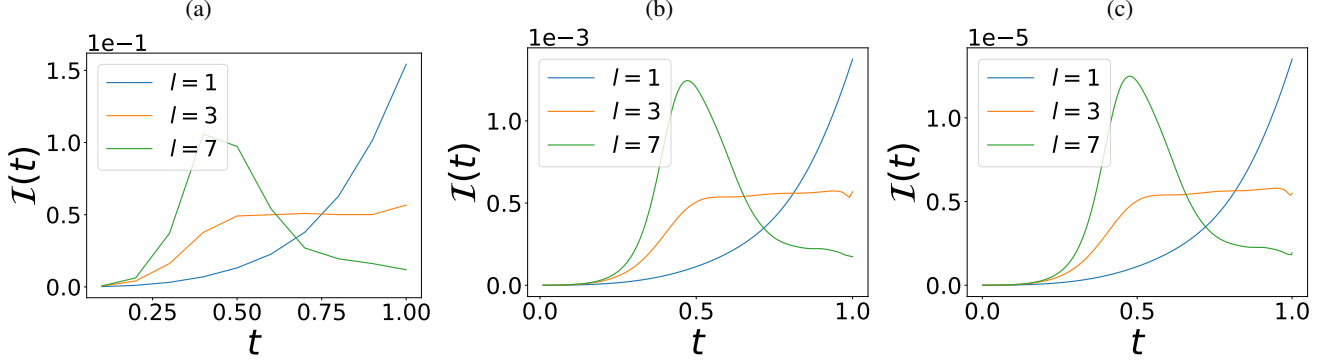 (a)
1e−1
1.5
1.0
0.5
0.0
I(t)
l = 1
l = 3
l = 7
0.25
0.50
0.75
1.00
t
(b)
1e−3
1.0
0.5
0.0
I(t)
l = 1
l = 3
l = 7
0.0
0.5
1.0
t
(c)
1e−5
1.0
0.5
0.0
I(t)
l = 1
l = 3
l = 7
0.0
0.5
1.0
t